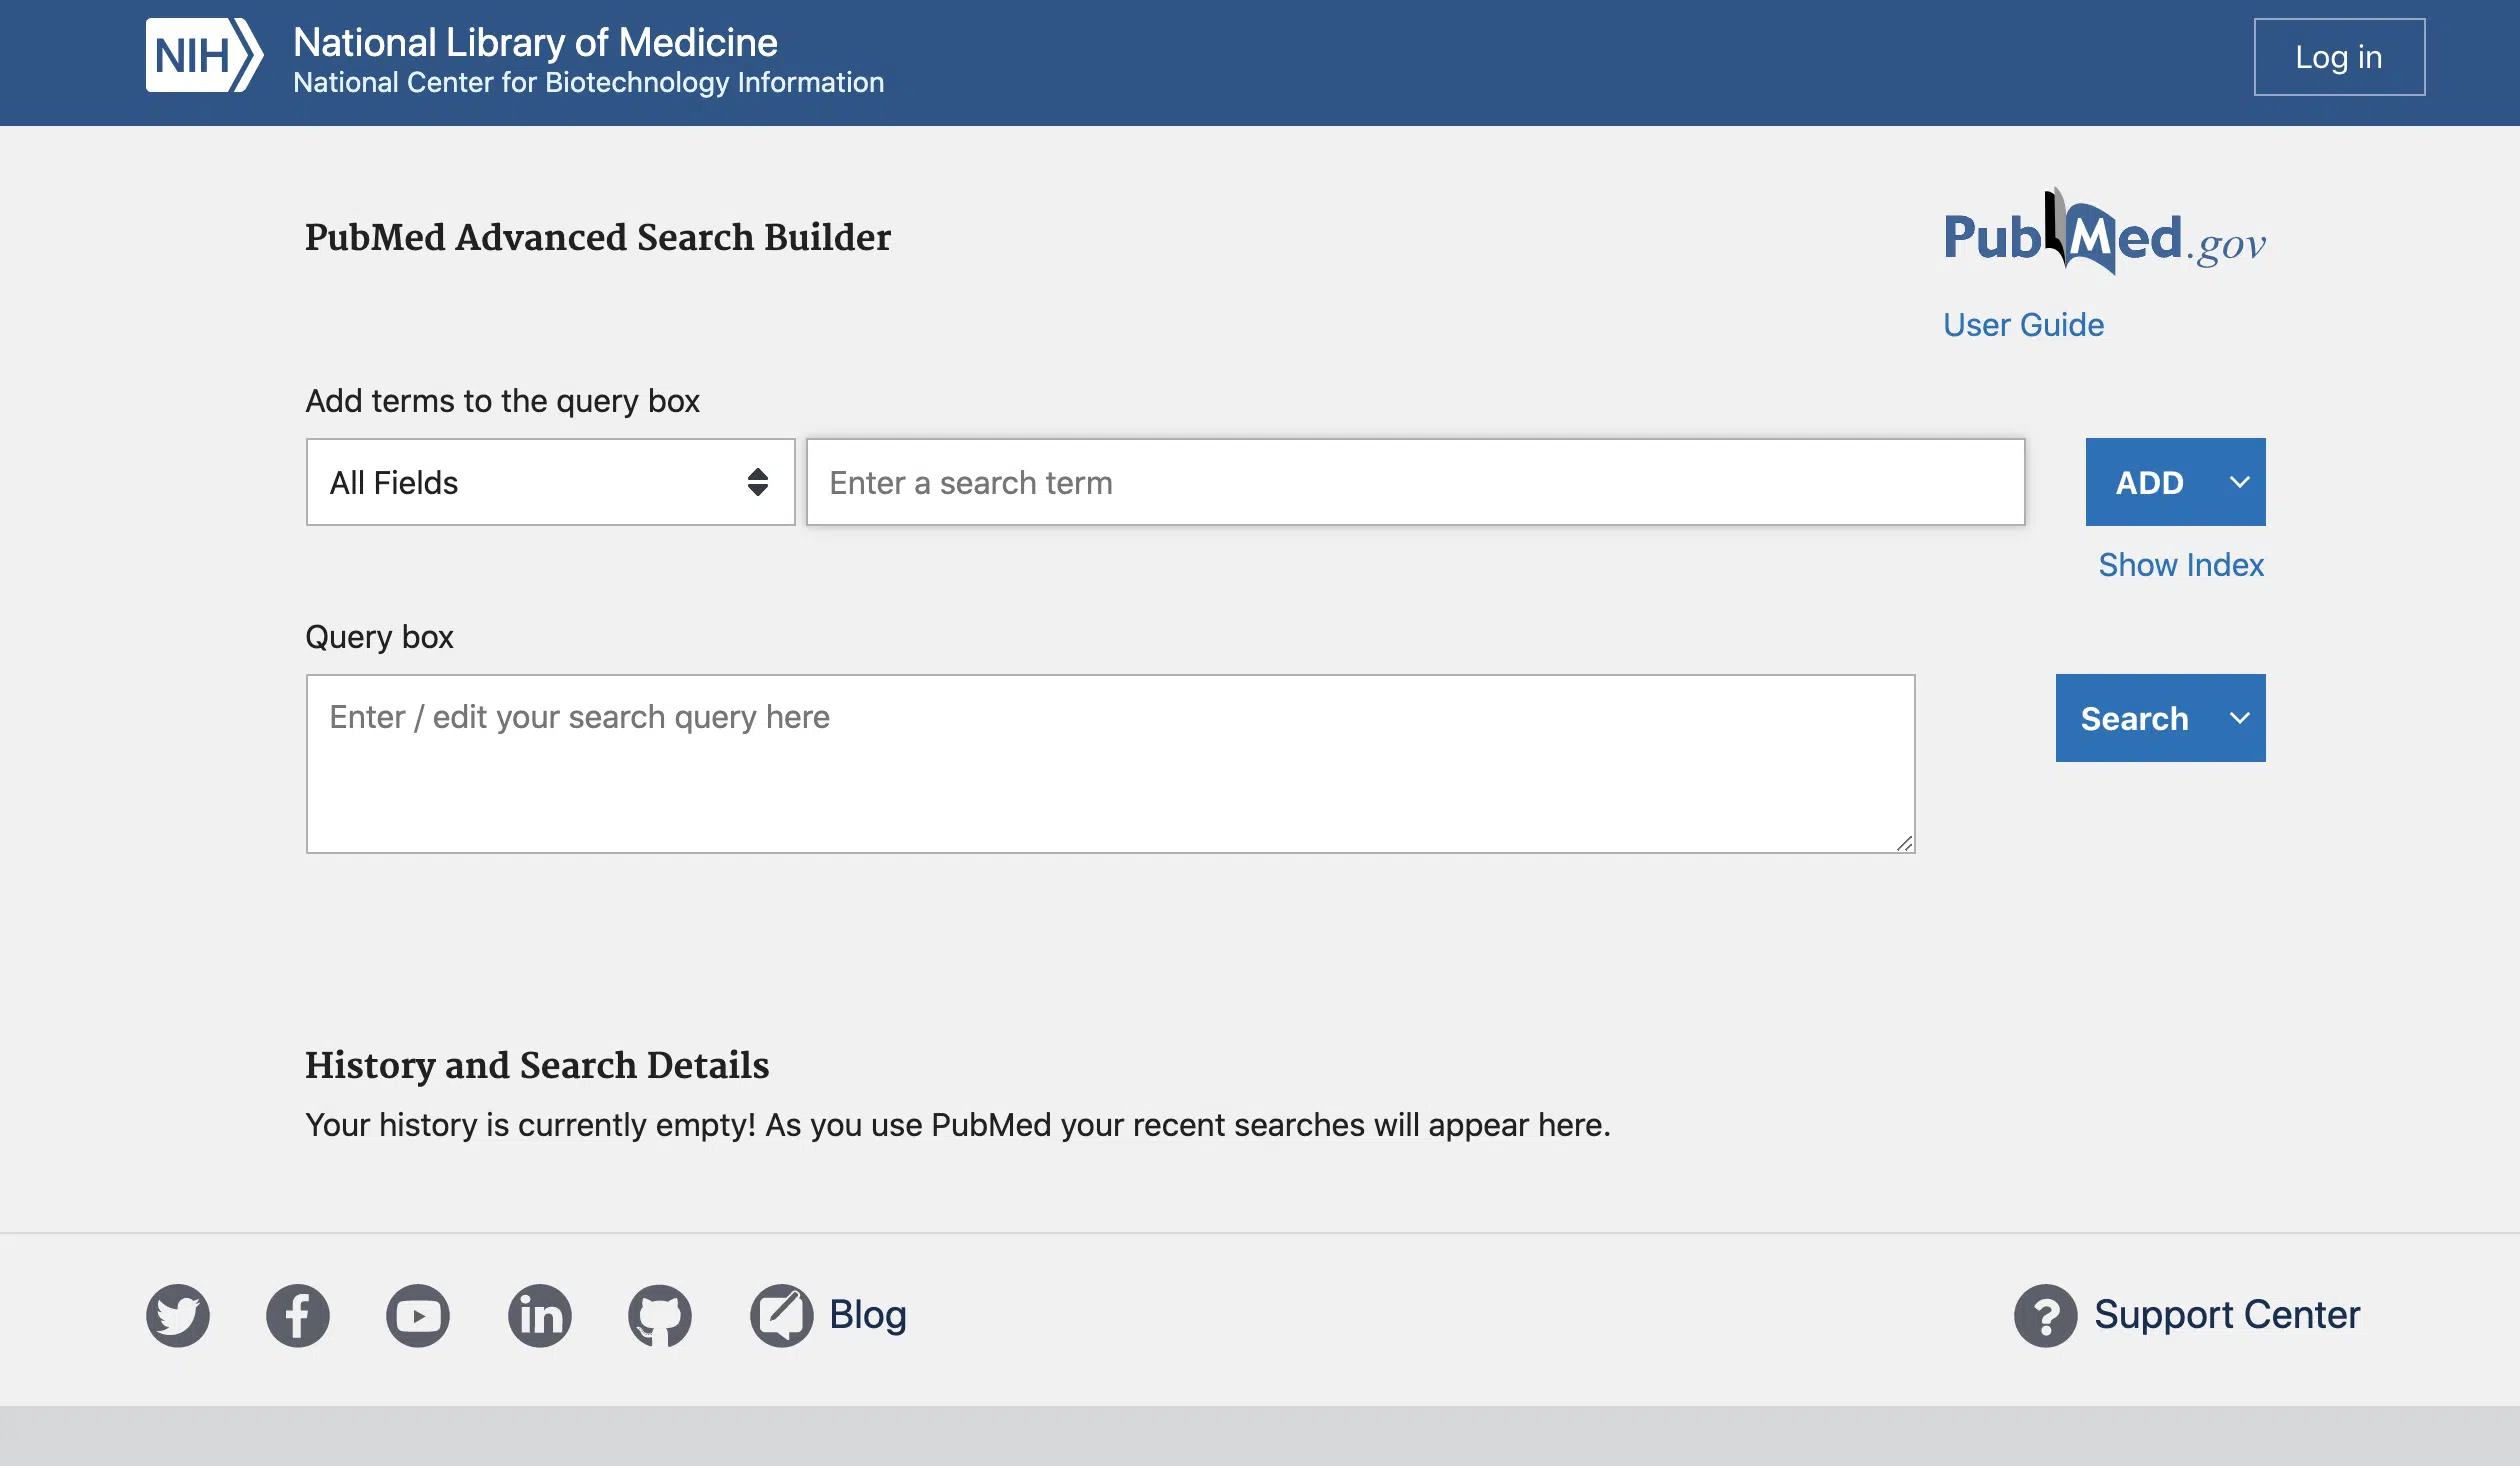 NIH
National Library of Medicine
National Center for Biotechnology Information
Log in
PubMed Advanced Search Builder
PubMed.gov
User Guide
Add terms to the query box
All Fields
Enter a search term
ADD
Show Index
Query box
Enter / edit your search query here
Search
History and Search Details
Your history is currently empty! As you use PubMed your recent searches will appear here.
in
Blog
?
Support Center